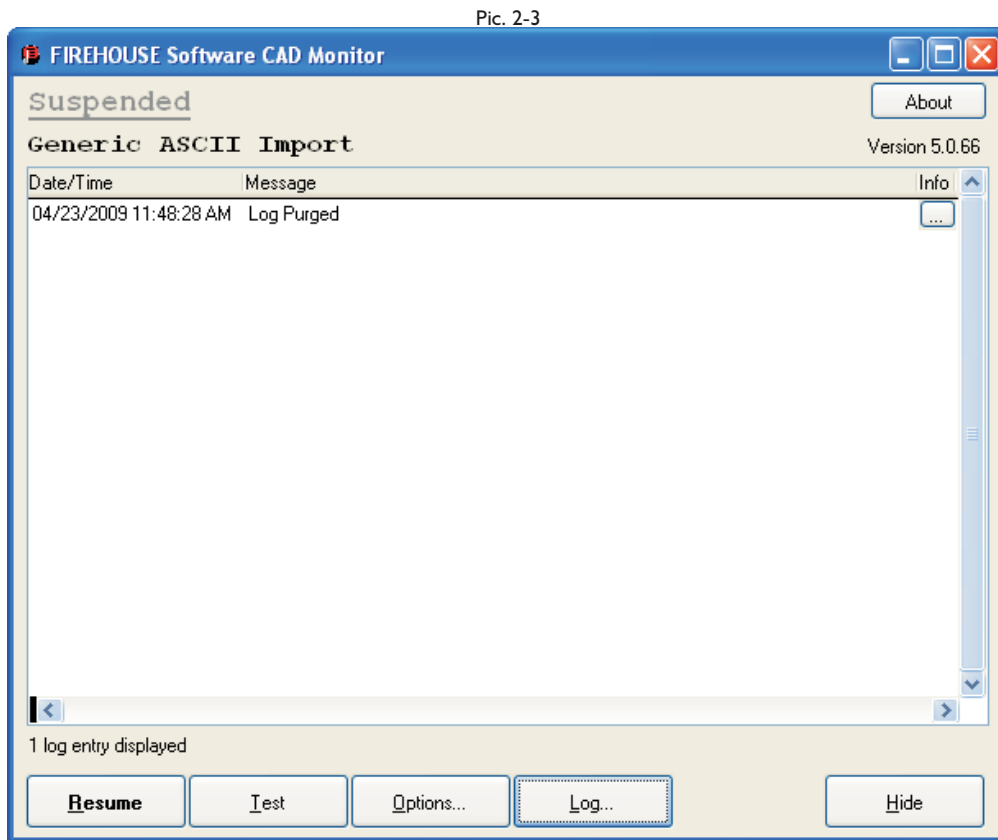 Pic. 2-3
FIREHOUSE Software CAD Monitor
Suspended
About
Generic ASCII Import
Version 5.0.66
Date/Time Message Info
04/23/2009 11:48:28 AM Log Purged ...
1 log entry displayed
Resume Test Options... Log... Hide